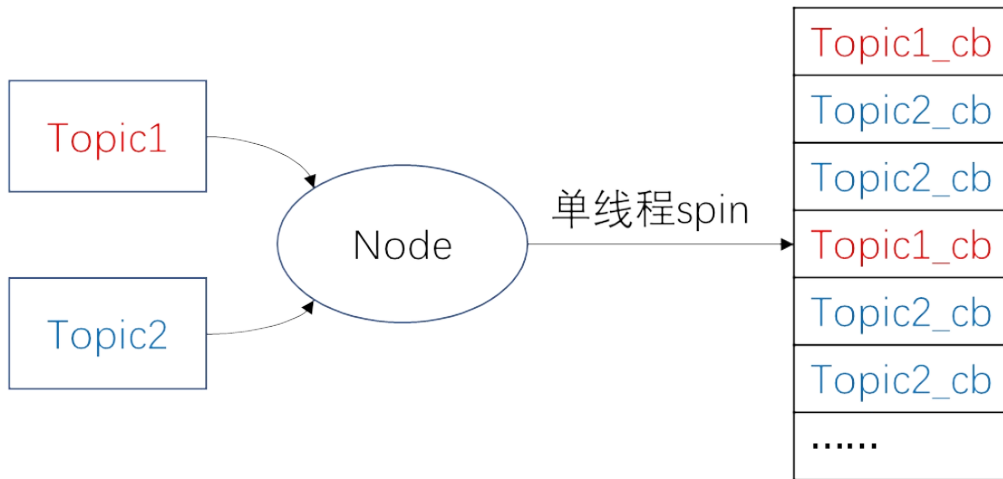 Topic1
Topic2
Node
单线程spin
Topic1_cb
Topic2_cb
Topic2_cb
Topic1_cb
Topic2_cb
Topic2_cb
……